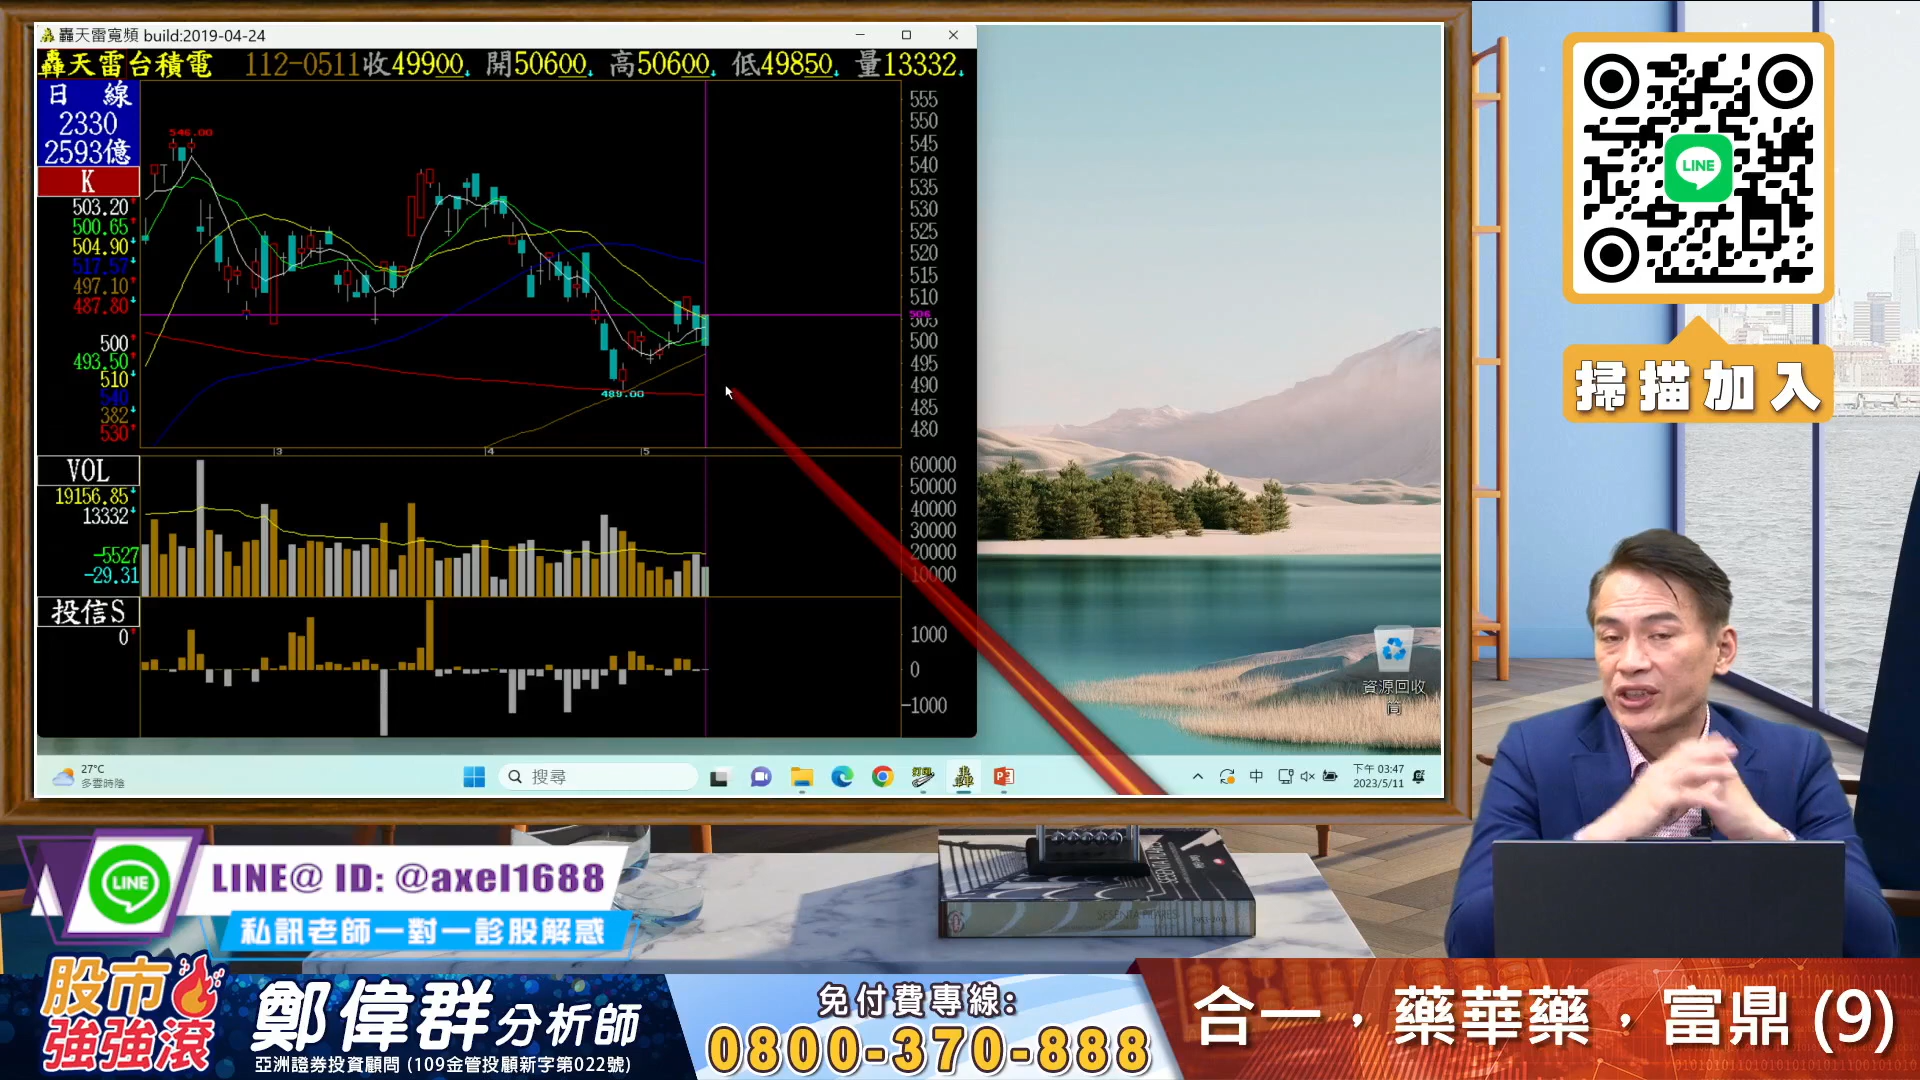 轟天雷寬頻 build:2019-04-24
轟天雷台積電 112-0511收49900↓ 開50600↓ 高50600↓ 低49850↓ 量13332↓
日 線
2330
2593億
K
503.20
500.65
504.90
517.57
497.10
487.80
500
493.50
510
540
382
530
546.00
489.00
555
550
545
540
535
530
525
520
515
510
506
505
500
495
490
485
480
3
4
5
VOL
19156.85
13332
-5527
-29.31
60000
50000
40000
30000
20000
10000
投信S
0
1000
0
-1000
資源回收
筒
27°C
多雲時陰
搜尋
中
下午 03:47
2023/5/11
LINE
掃描加入
LINE
LINE@ ID: @axel1688
私訊老師一對一診股解惑
SESENTA PILARES
股市
強強滾
鄭偉群分析師
亞洲證券投資顧問 (109金管投顧新字第022號)
免付費專線:
0800-370-888
合一，藥華藥，富鼎 (9)